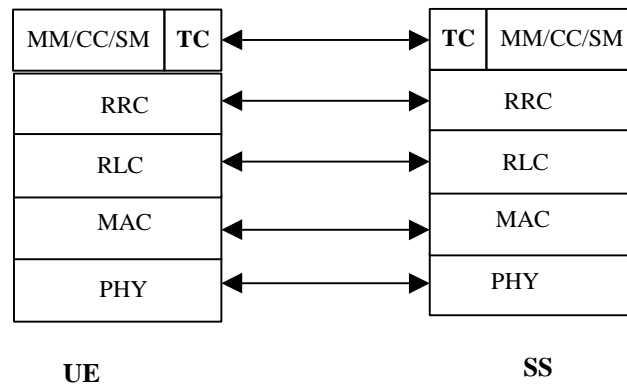 MM/CC/SM TC TC MM/CC/SM
RRC RRC
RLC RLC
MAC MAC
PHY PHY
UE SS